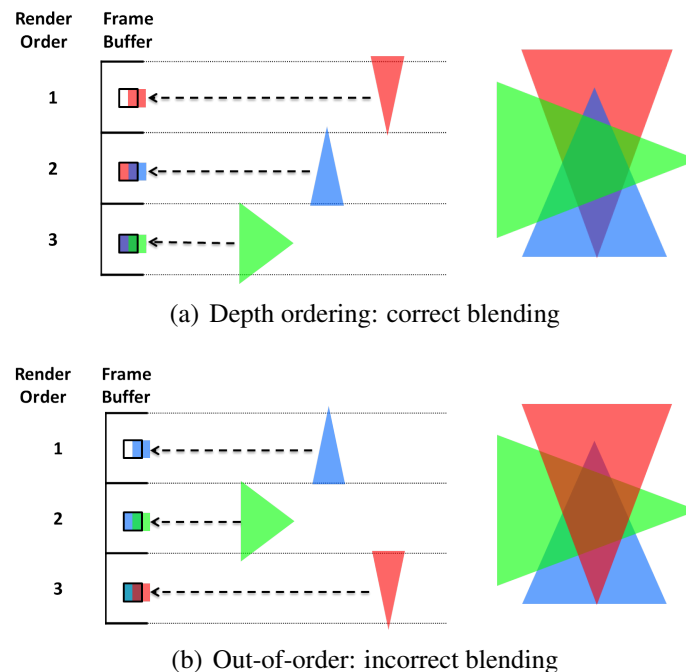 Render Frame
Order Buffer
1
2
3
(a) Depth ordering: correct blending
Render Frame
Order Buffer
1
2
3
(b) Out-of-order: incorrect blending